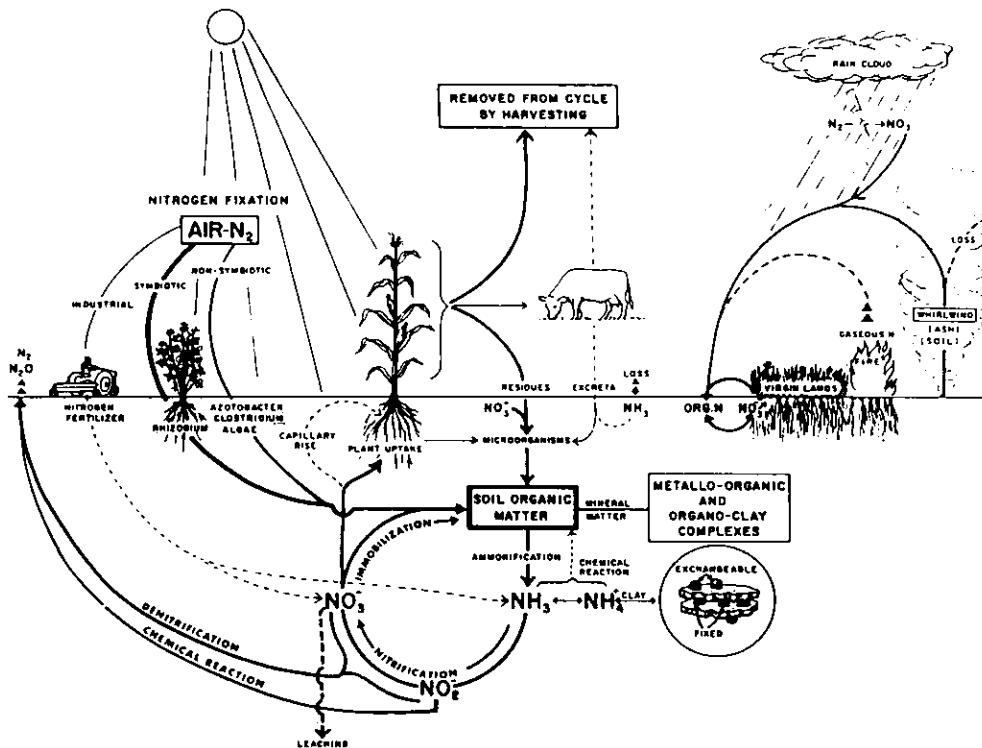 RAIN CLOUD
REMOVED FROM CYCLE
BY HARVESTING
N₂ → NO₃
NITROGEN FIXATION
AIR-N₂
NON-SYMBIOTIC
SYMBIOTIC
INDUSTRIAL
LOSS
WHIRLWIND
(ASH)
(SOIL)
GASEOUS N
FIRE
N₂
N₂O
VIRGIN LANDS
RESIDUES
EXCRETA
LOSS
NITROGEN
FERTILIZER
RHIZOBIUM
AZOTOBACTER
CLOSTRIDIUM
ALGAE
NO₃⁻
NH₃
ORG.N
NO₃⁻
CAPILLARY
RISE
PLANT UPTAKE
MICROORGANISMS
SOIL ORGANIC
MATTER
MINERAL
MATTER
METALLO-ORGANIC
AND
ORGANO-CLAY
COMPLEXES
IMMOBILIZATION
AMMORIFICATION
CHEMICAL
REACTION
EXCHANGEABLE
FIXED
NO₃⁻
NH₃
NH₄⁺
CLAY
DENITRIFICATION
CHEMICAL REACTION
NITRIFICATION
NO₂⁻
LEACHING